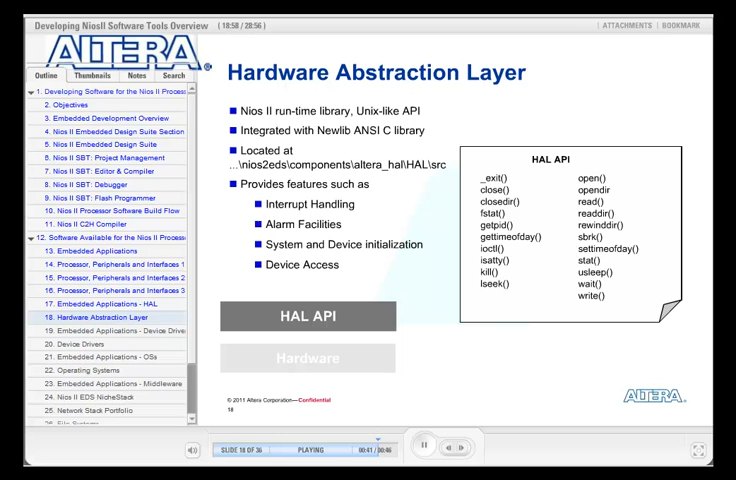 Developing NiosII Software Tools Overview ( 18:58 / 28:56 )
ATTACHMENTS | BOOKMARK
ALTERA®
Outline Thumbnails Notes Search
1. Developing Software for the Nios II Process
2. Objectives
3. Embedded Development Overview
4. Nios II Embedded Design Suite Section
5. Nios II Embedded Design Suite
6. Nios II SBT: Project Management
7. Nios II SBT: Editor & Compiler
8. Nios II SBT: Debugger
9. Nios II SBT: Flash Programmer
10. Nios II Processor Software Build Flow
11. Nios II C2H Compiler
12. Software Available for the Nios II Process
13. Embedded Applications
14. Processor, Peripherals and Interfaces 1
15. Processor, Peripherals and Interfaces 2
16. Processor, Peripherals and Interfaces 3
17. Embedded Applications - HAL
18. Hardware Abstraction Layer
19. Embedded Applications - Device Driver
20. Device Drivers
21. Embedded Applications - OSs
22. Operating Systems
23. Embedded Applications - Middleware
24. Nios II EDS NicheStack
25. Network Stack Portfolio
26. File Systems
Hardware Abstraction Layer
Nios II run-time library, Unix-like API
Integrated with Newlib ANSI C library
Located at
...\nios2eds\components\altera_hal\HAL\src
Provides features such as
Interrupt Handling
Alarm Facilities
System and Device initialization
Device Access
HAL API
_exit()
close()
closedir()
fstat()
getpid()
gettimeofday()
ioctl()
isatty()
kill()
lseek()
open()
opendir
read()
readdir()
rewinddir()
sbrk()
settimeofday()
stat()
usleep()
wait()
write()
HAL API
Hardware
© 2011 Altera Corporation—Confidential
18
ALTERA.
SLIDE 18 OF 36 PLAYING 00:41 / 00:46